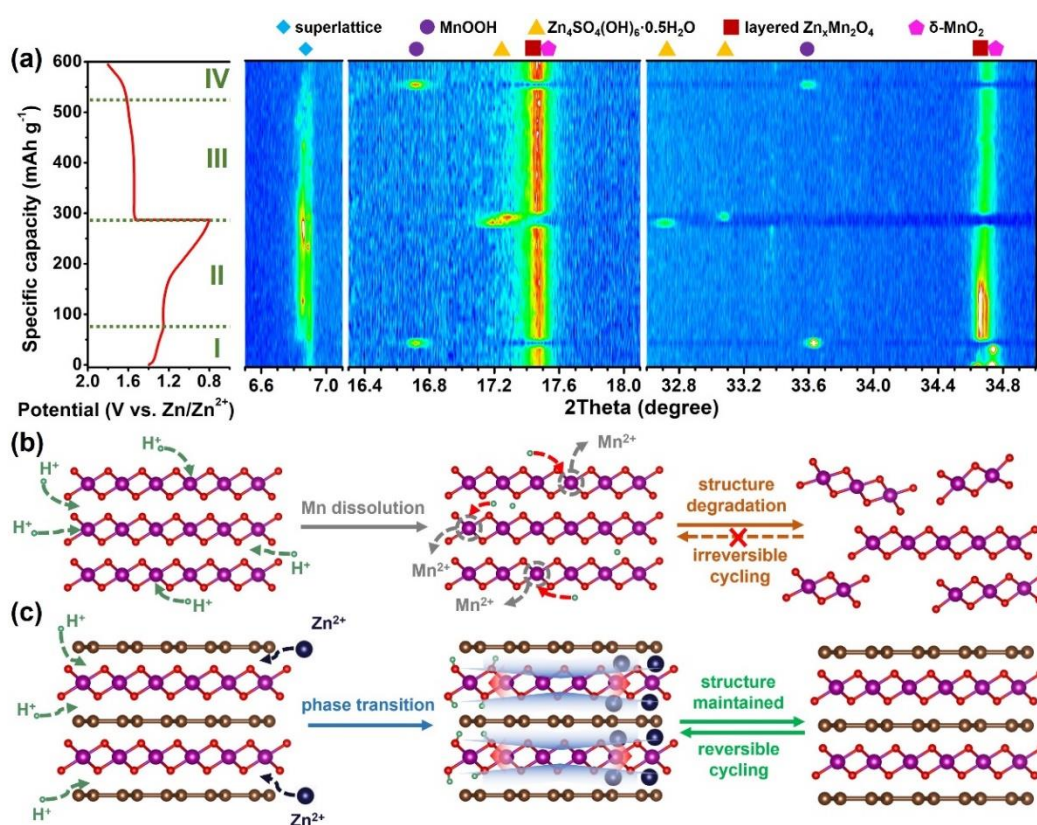 superlattice MnOOH Zn₄SO₄(OH)₆·0.5H₂O layered ZnₓMn₂O₄ δ-MnO₂
(a)
600
500
400
300
200
100
0
Specific capacity (mAh g⁻¹)
IV
III
II
I
2.0 1.6 1.2 0.8
Potential (V vs. Zn/Zn²⁺)
6.6 7.0 16.3 17.2 17.6 18.0 32.8 33.2 33.6 34.0 34.4 34.8
2Theta (degree)
(b)
H⁺
H⁺
H⁺
H⁺
H⁺
Mn dissolution
Mn²⁺
Mn²⁺
Mn²⁺
structure
degradation
irreversible
cycling
(c)
H⁺
H⁺
H⁺
Zn²⁺
Zn²⁺
phase transition
structure
maintained
reversible
cycling